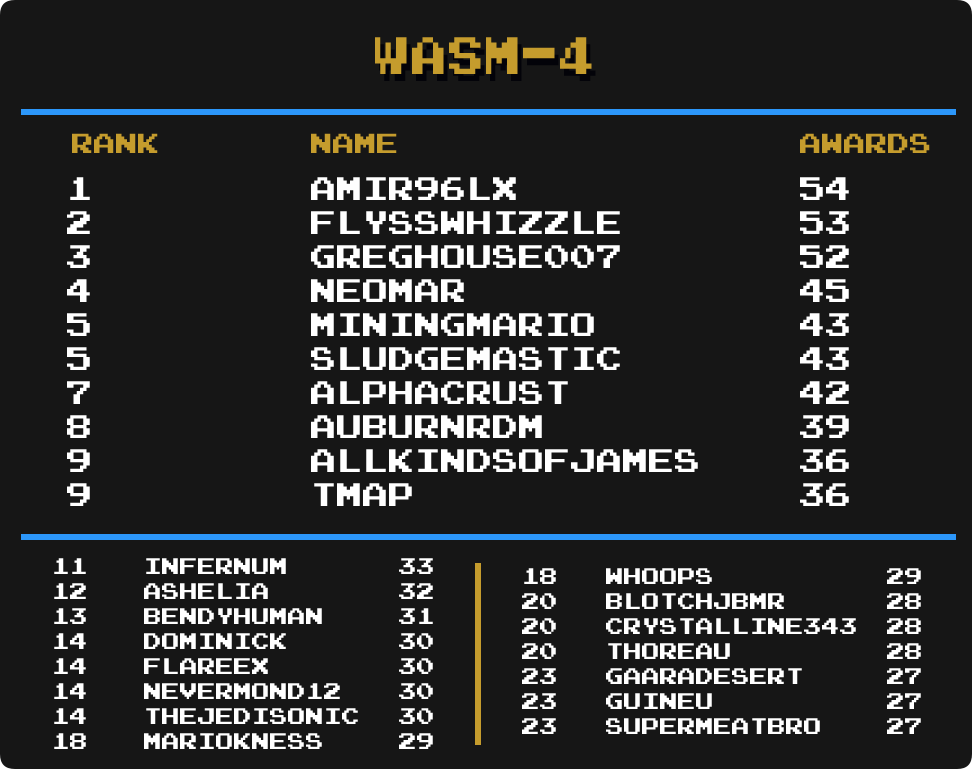 WASM-4
RANK NAME AWARDS
1 AMIR96LX 54
2 FLYSSWHIZZLE 53
3 GREGHOUSE007 52
4 NEOMAR 45
5 MININGMARIO 43
5 SLUDGEMASTIC 43
7 ALPHACRUST 42
8 AUBURNRDM 39
9 ALLKINDSOFJAMES 36
9 TMAP 36
11 INFERNUM 33
12 ASHELIA 32
13 BENDYHUMAN 31
14 DOMINICK 30
14 FLAREEX 30
14 NEVERMOND12 30
14 THEJEDISONIC 30
18 MARIOKNESS 29
18 WHOOPS 29
20 BLOTCHJBMR 28
20 CRYSTALLINE343 28
20 THOREAU 28
23 GAARADESERT 27
23 GUINEU 27
23 SUPERMEATBRO 27